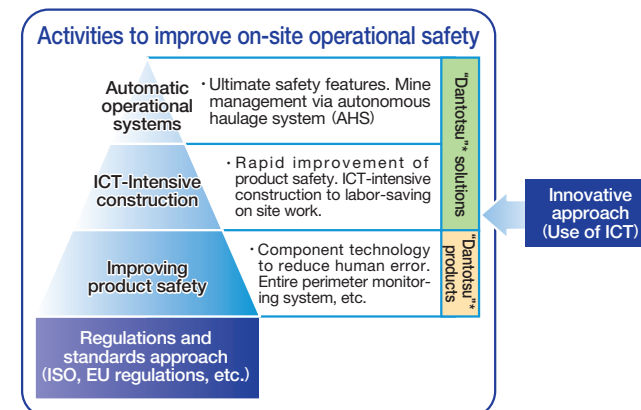 Activities to improve on-site operational safety
Automatic
operational
systems
・Ultimate safety features. Mine
management via autonomous
haulage system (AHS)
ICT-Intensive
construction
・Rapid improvement of
product safety. ICT-intensive
construction to labor-saving
on site work.
Improving
product safety
・Component technology
to reduce human error.
Entire perimeter monitor-
ing system, etc.
Regulations and
standards approach
(ISO, EU regulations, etc.)
"Dantotsu"* solutions
"Dantotsu"*
products
Innovative
approach
(Use of ICT)